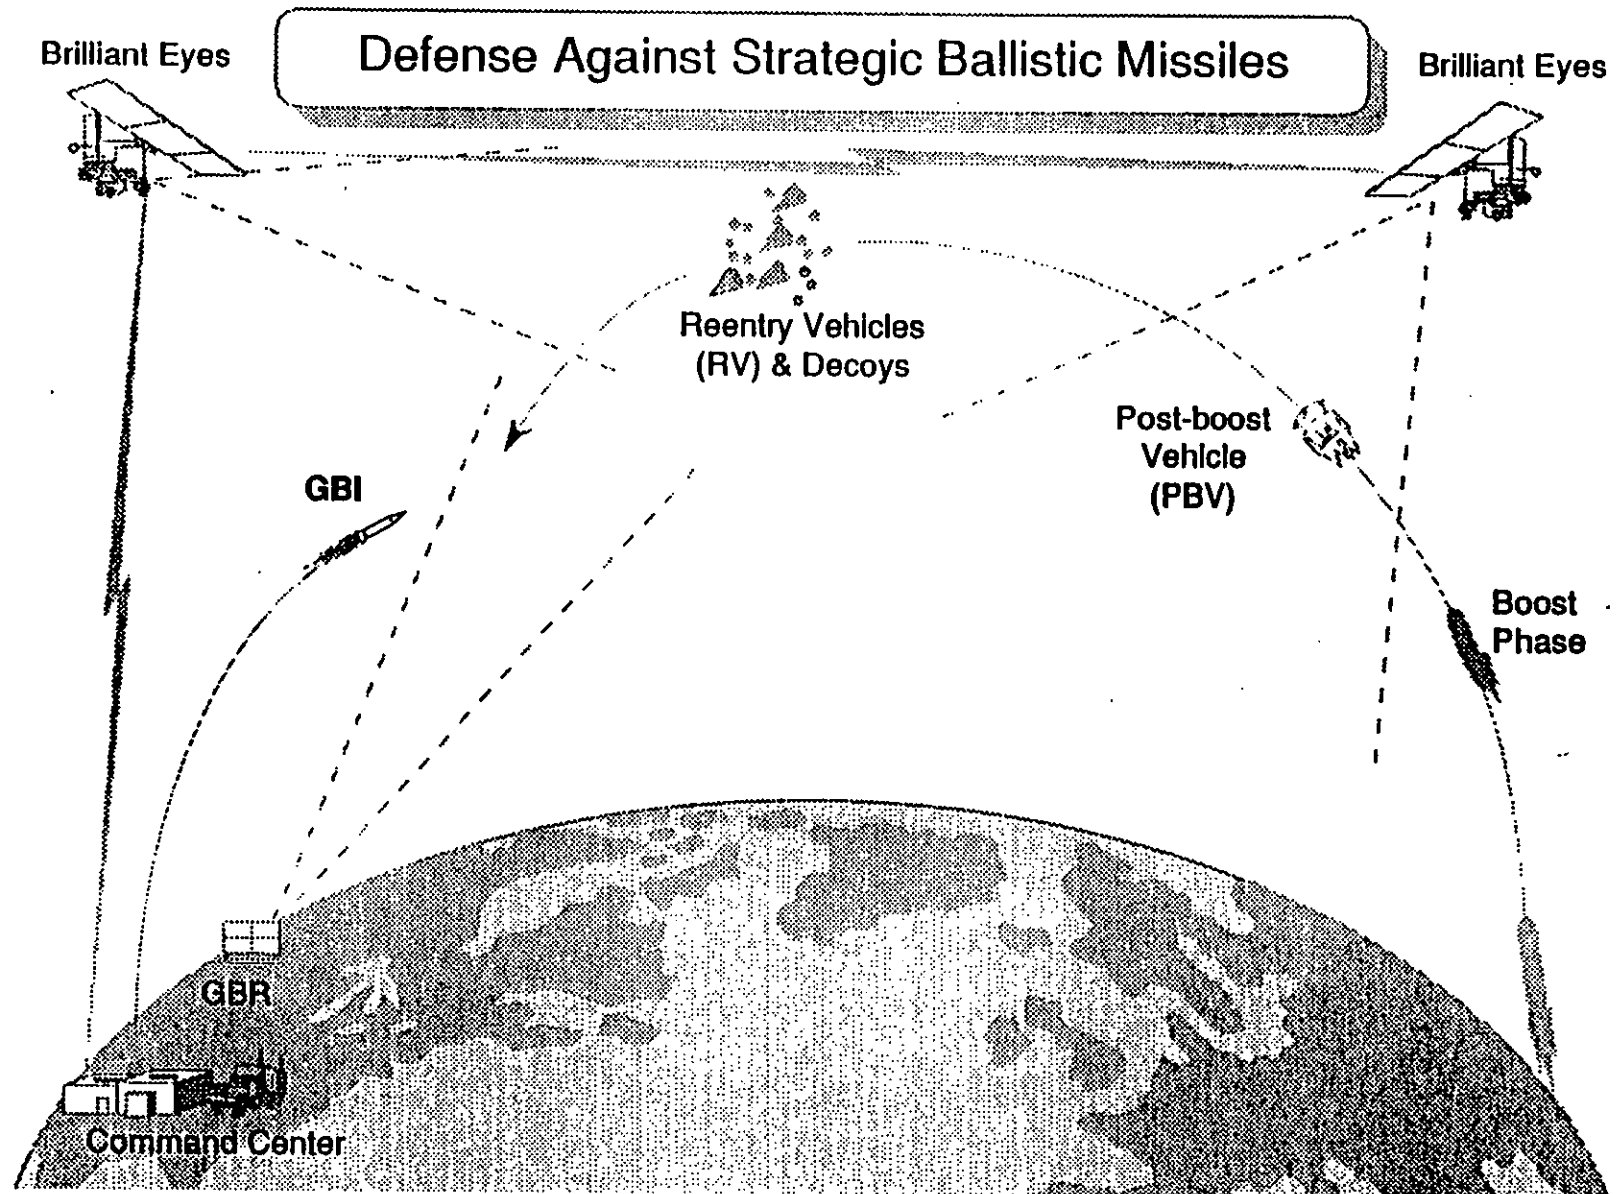 Defense Against Strategic Ballistic Missiles
Brilliant Eyes
Brilliant Eyes
Reentry Vehicles
(RV) & Decoys
Post-boost
Vehicle
(PBV)
GBI
Boost
Phase
GBR
Command Center